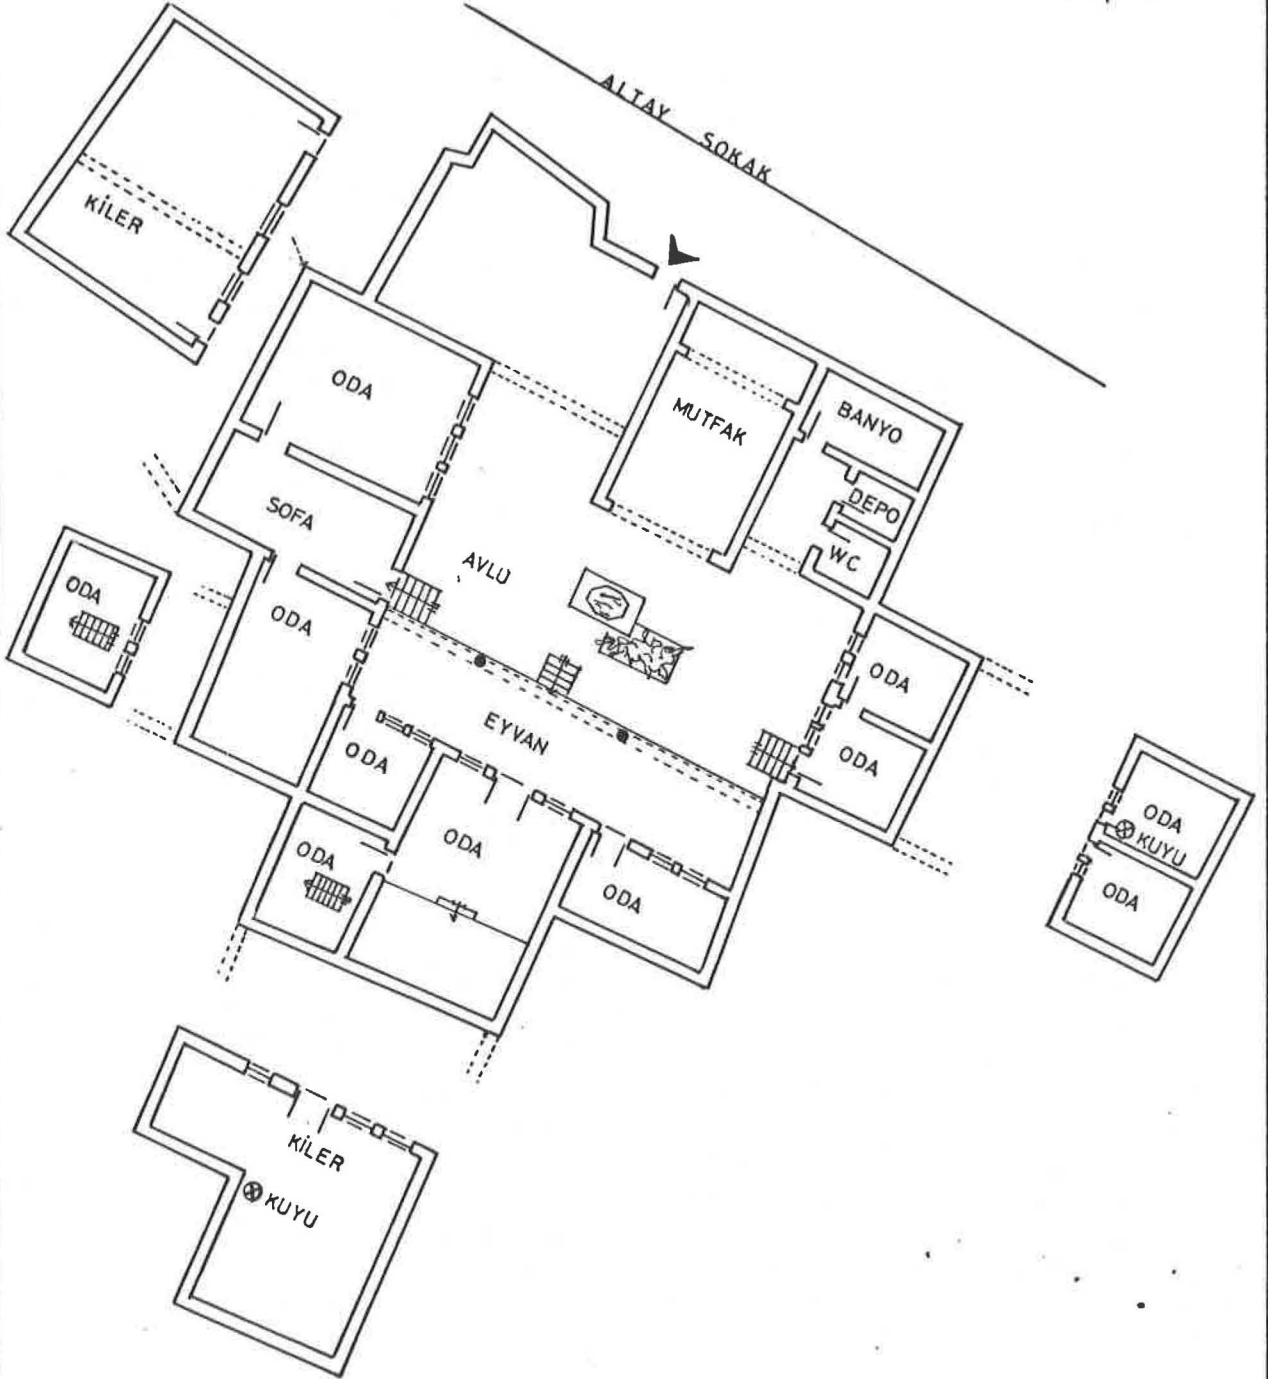 ALTAY SOKAK
KİLER
ODA
MUTFAK
BANYO
DEPO
WC
SOFA
AVLU
ODA
ODA
ODA
ODA
EYVAN
ODA
ODA
ODA
ODA
ODA
ODA
KUYU
ODA
KİLER
KUYU